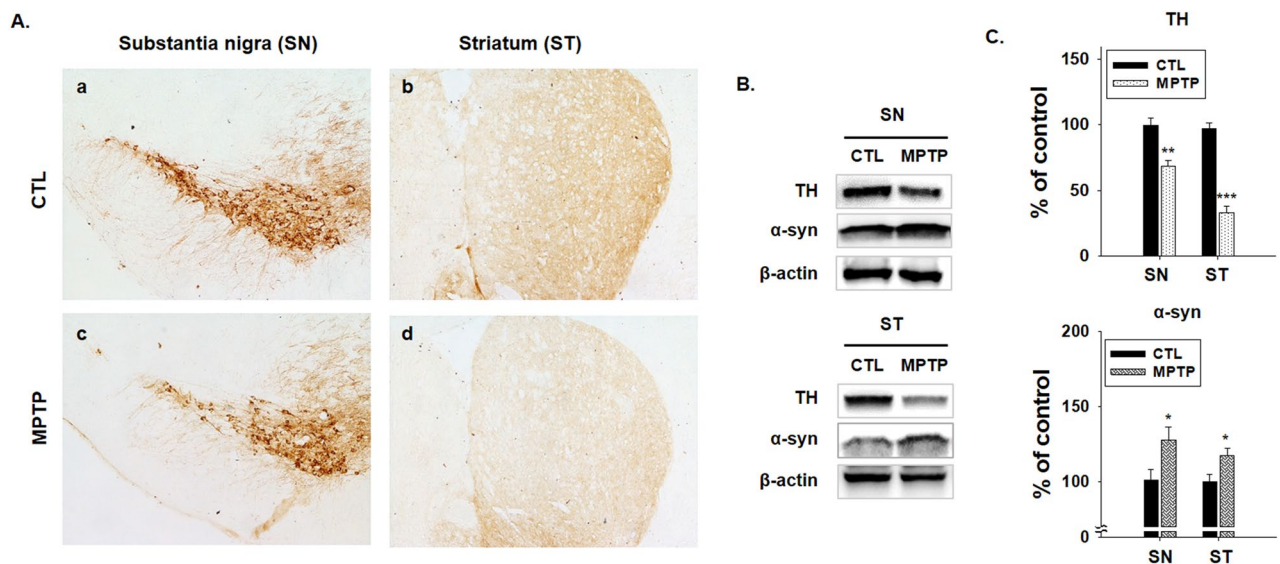 A.
Substantia nigra (SN) Striatum (ST)
CTL
a
b
MPTP
c
d
B.
SN
CTL MPTP
TH
α-syn
β-actin
ST
CTL MPTP
TH
α-syn
β-actin
C.
TH
% of control
150
100
50
0
CTL
MPTP
**
***
SN ST
α-syn
% of control
200
150
100
0
CTL
MPTP
*
*
SN ST